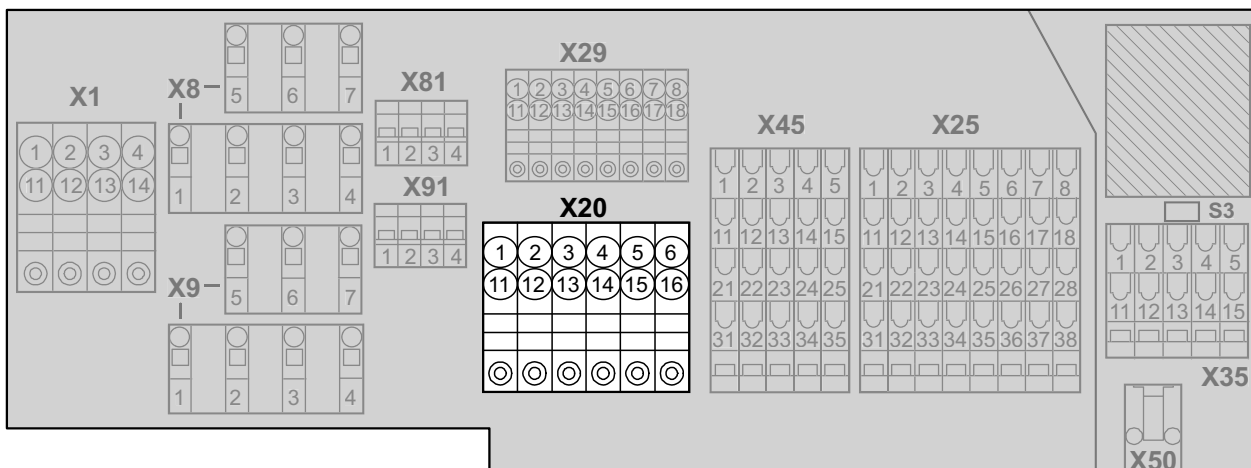 X1
1 2 3 4
11 12 13 14
X8
5 6 7
1 2 3 4
X9
5 6 7
1 2 3 4
X81
1 2 3 4
X91
1 2 3 4
X29
1 2 3 4 5 6 7 8
11 12 13 14 15 16 17 18
X20
1 2 3 4 5 6
11 12 13 14 15 16
X45
1 2 3 4 5
11 12 13 14 15
21 22 23 24 25
31 32 33 34 35
X25
1 2 3 4 5 6 7 8
11 12 13 14 15 16 17 18
21 22 23 24 25 26 27 28
31 32 33 34 35 36 37 38
S3
1 2 3 4 5
11 12 13 14 15
X35
X50